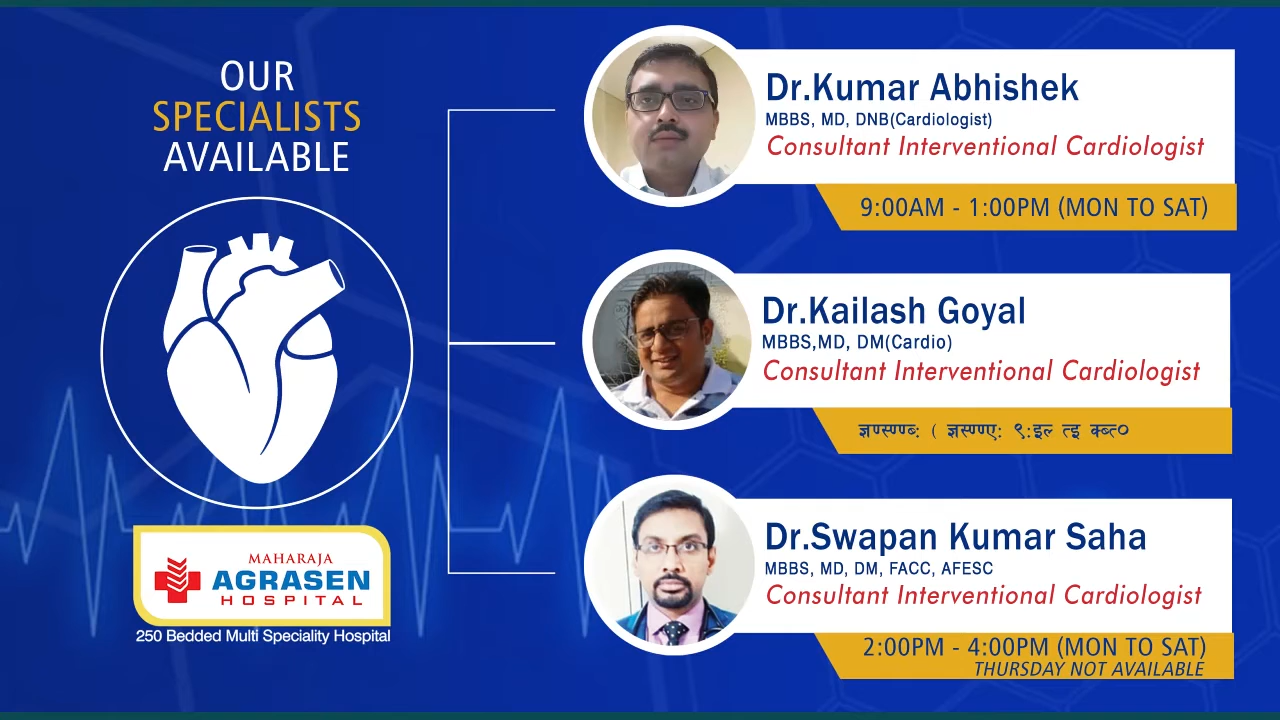 OUR
SPECIALISTS
AVAILABLE
MAHARAJA
AGRASEN
HOSPITAL
250 Bedded Multi Speciality Hospital
Dr.Kumar Abhishek
MBBS, MD, DNB(Cardiologist)
Consultant Interventional Cardiologist
9:00AM - 1:00PM (MON TO SAT)
Dr.Kailash Goyal
MBBS,MD, DM(Cardio)
Consultant Interventional Cardiologist
Dr.Swapan Kumar Saha
MBBS, MD, DM, FACC, AFESC
Consultant Interventional Cardiologist
2:00PM - 4:00PM (MON TO SAT)
THURSDAY NOT AVAILABLE